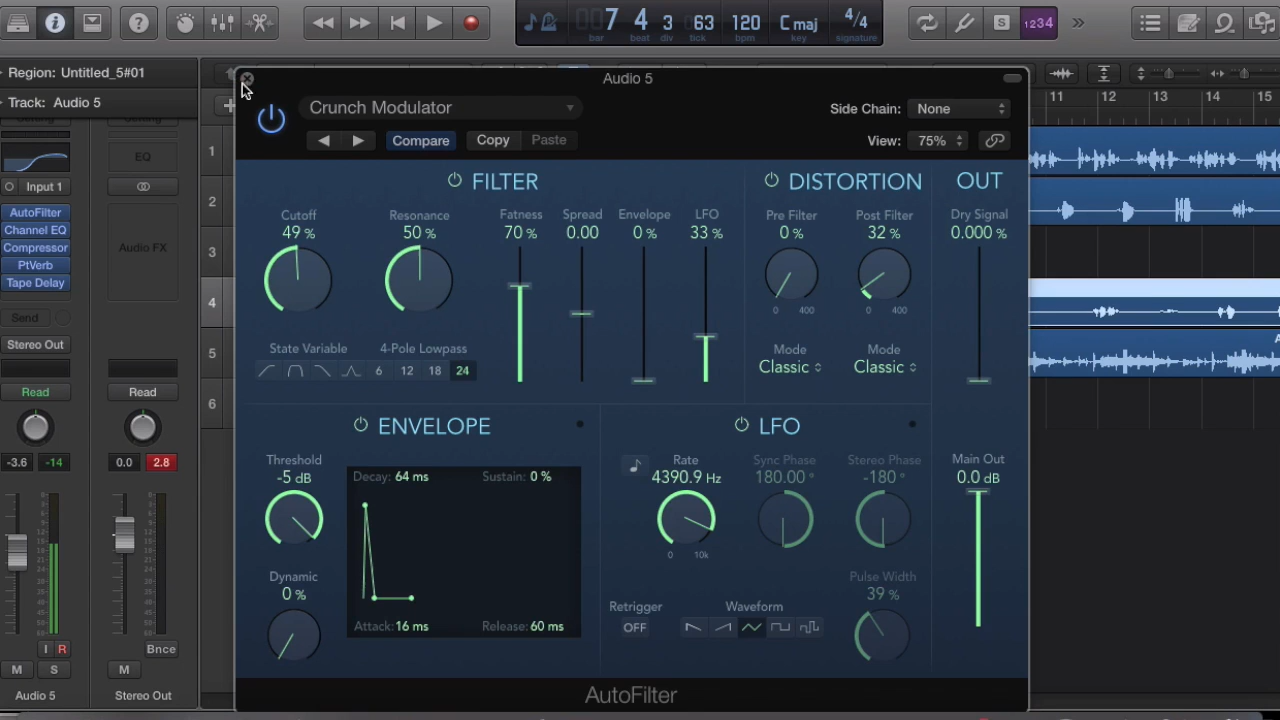 1234
7 4 3 63 120 C maj 4/4
bar beat div tick bpm key signature
Region: Untitled_5#01
Track: Audio 5
EQ
Input 1
AutoFilter
Channel EQ
Compressor
PtVerb
Tape Delay
Audio FX
Send
Stereo Out
Read Read
-3.6 -14 0.0 2.8
I R Bnce
M S M
Audio 5 Stereo Out
1
2
3
4
5
6
11 12 13 14 15
Audio 5
Crunch Modulator
Side Chain: None
Compare Copy Paste
View: 75%
FILTER DISTORTION OUT
Cutoff Resonance Fatness Spread Envelope LFO Pre Filter Post Filter Dry Signal
49 % 50 % 70 % 0.00 0 % 33 % 0 % 32 % 0.000 %
0 400 0 400
State Variable 4-Pole Lowpass Mode Mode
6 12 18 24 Classic Classic
ENVELOPE LFO
Threshold
-5 dB
Decay: 64 ms Sustain: 0 %
Dynamic
0 %
Attack: 16 ms Release: 60 ms
Rate Sync Phase Stereo Phase Main Out
4390.9 Hz 180.00 ° -180 ° 0.0 dB
0 10k
Pulse Width
39 %
Retrigger Waveform
OFF
AutoFilter